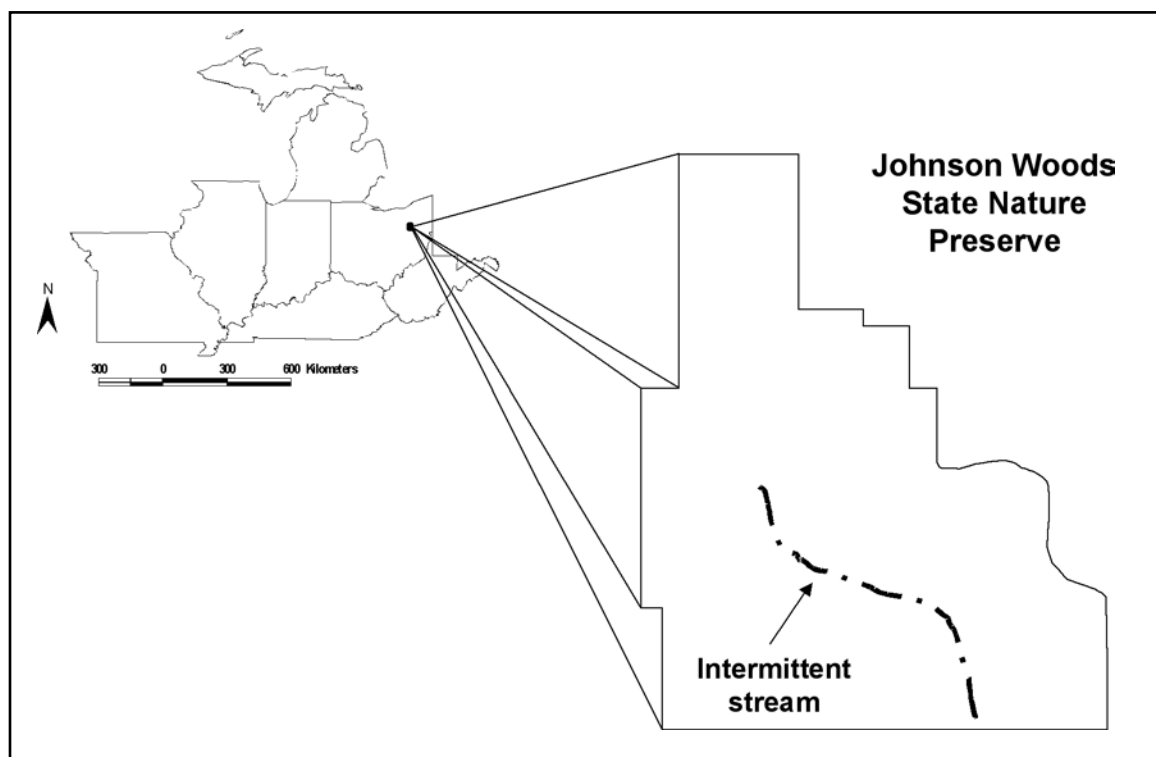 Johnson Woods
State Nature
Preserve
N
300 0 300 600 Kilometers
Intermittent
stream